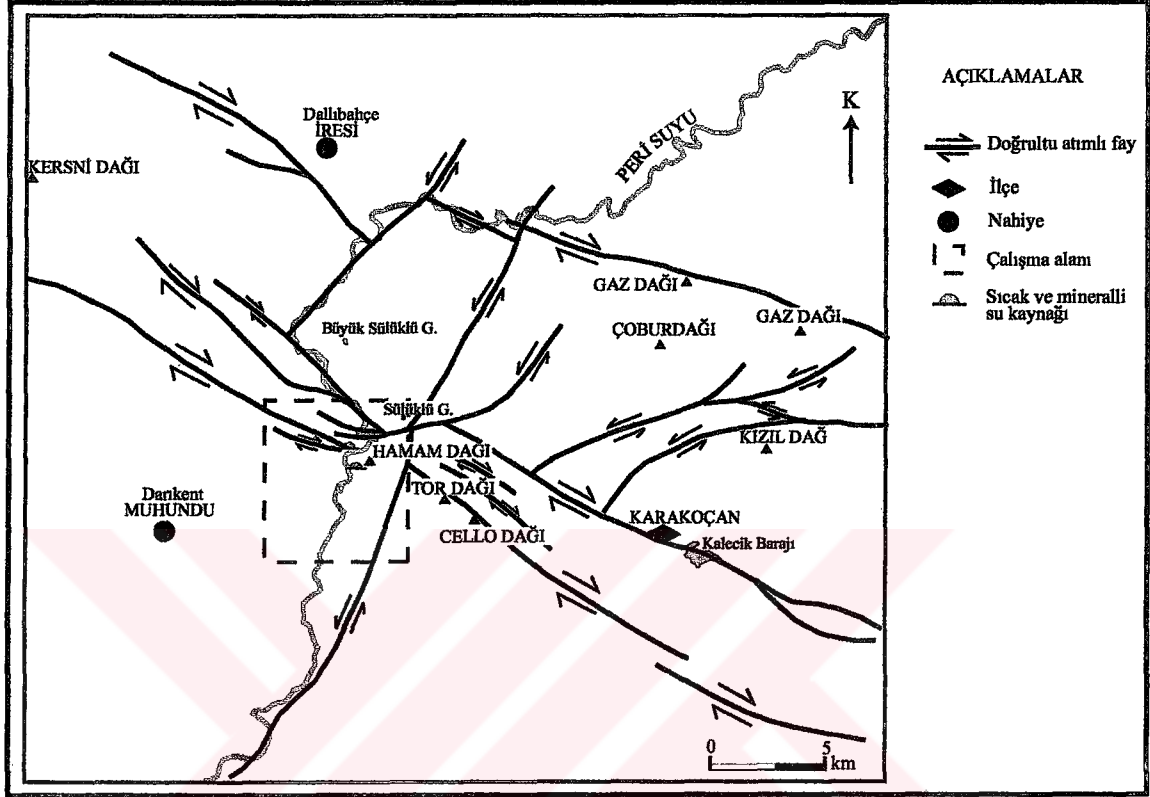 Dallıbahçe
İRESİ
KERSNİ DAĞI
PERİ SUYU
K
GAZ DAĞI
GAZ DAĞI
ÇOBURDAĞI
Büyük Sülüklü G.
Sülüklü G.
HAMAM DAĞI
KIZIL DAĞ
TOR DAĞI
Darıkent
MUHUNDU
CELLO DAĞI
KARAKOÇAN
Kalecik Barajı
0 5
km
AÇIKLAMALAR
Doğrultu atımlı fay
İlçe
Nahiye
Çalışma alanı
Sıcak ve mineralli
su kaynağı